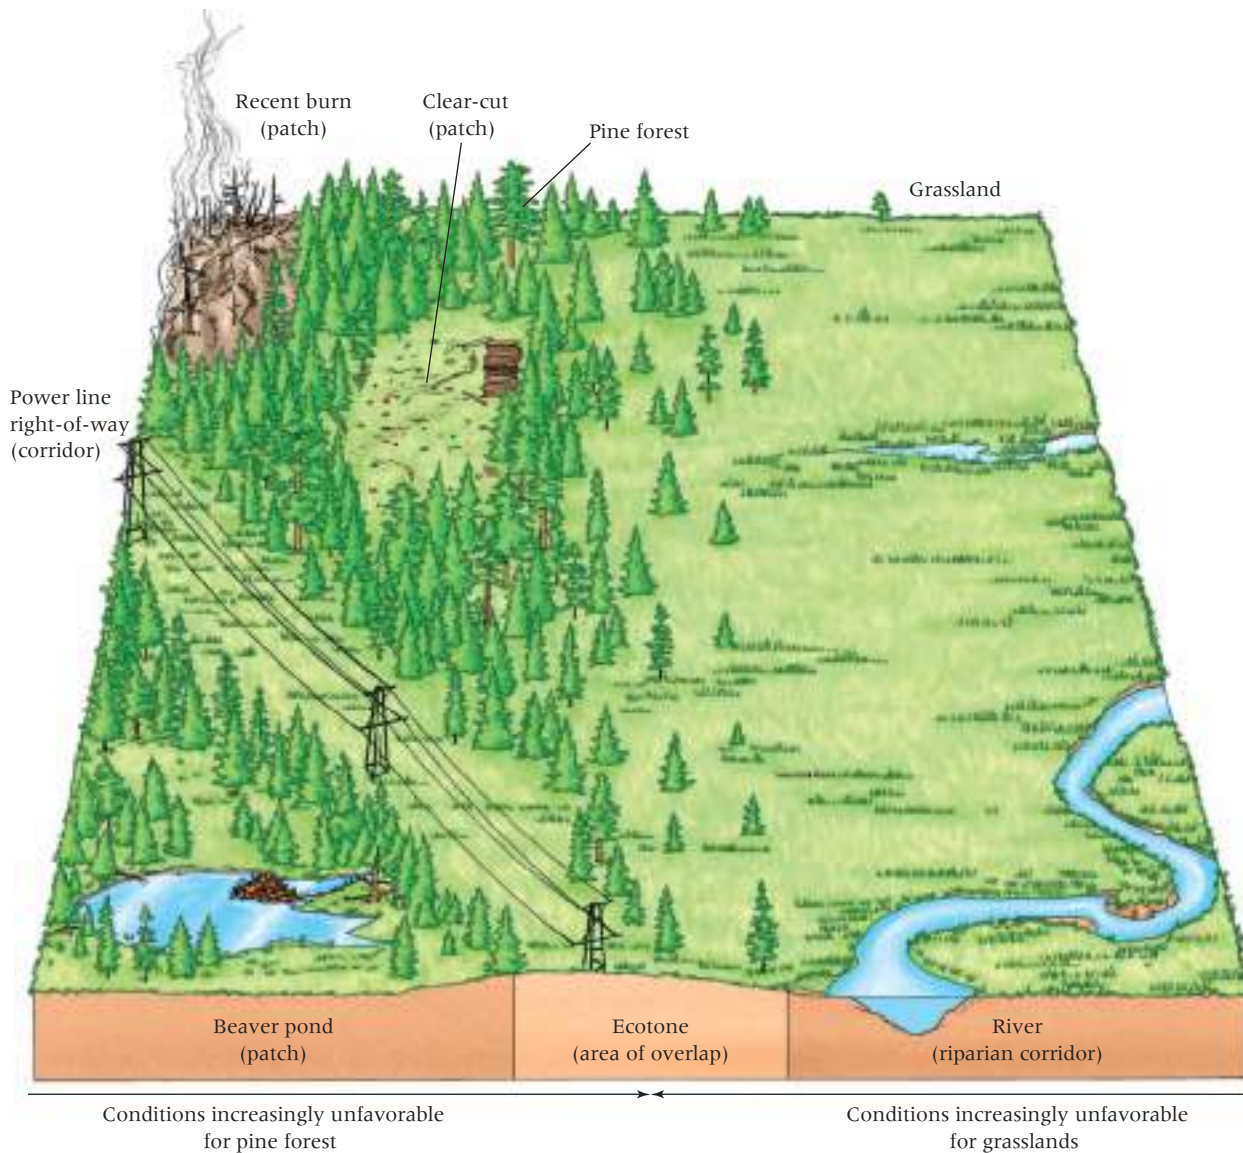 Recent burn
(patch)
Clear-cut
(patch)
Pine forest
Grassland
Power line
right-of-way
(corridor)
Beaver pond
(patch)
Ecotone
(area of overlap)
River
(riparian corridor)
Conditions increasingly unfavorable
for pine forest
Conditions increasingly unfavorable
for grasslands